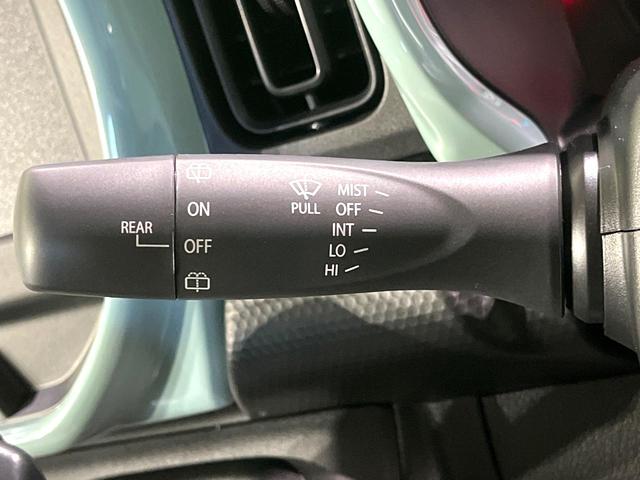 REAR
ON
OFF
PULL
MIST
OFF
INT
LO
HI